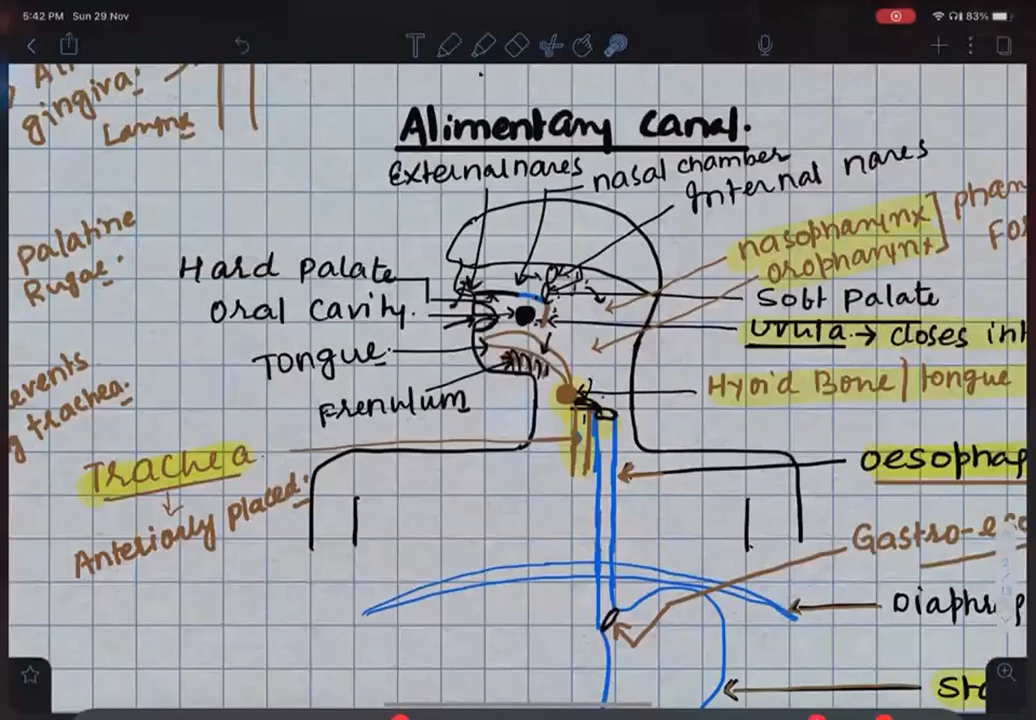 5:42 PM Sun 29 Nov
83%
gingiva.
Lamina
Alimentary canal.
External nares
nasal chamber
Internal nares
nasopharynx
oropharynx
Palatine
Rugae.
Hard Palate
Soft Palate
Oral Cavity.
Uvula → closes
Tongue.
Hyoid Bone | tongue
trachea.
Frenulum
Trachea
Oesophag
Anteriorly Placed.
Gastro-
Diaphr